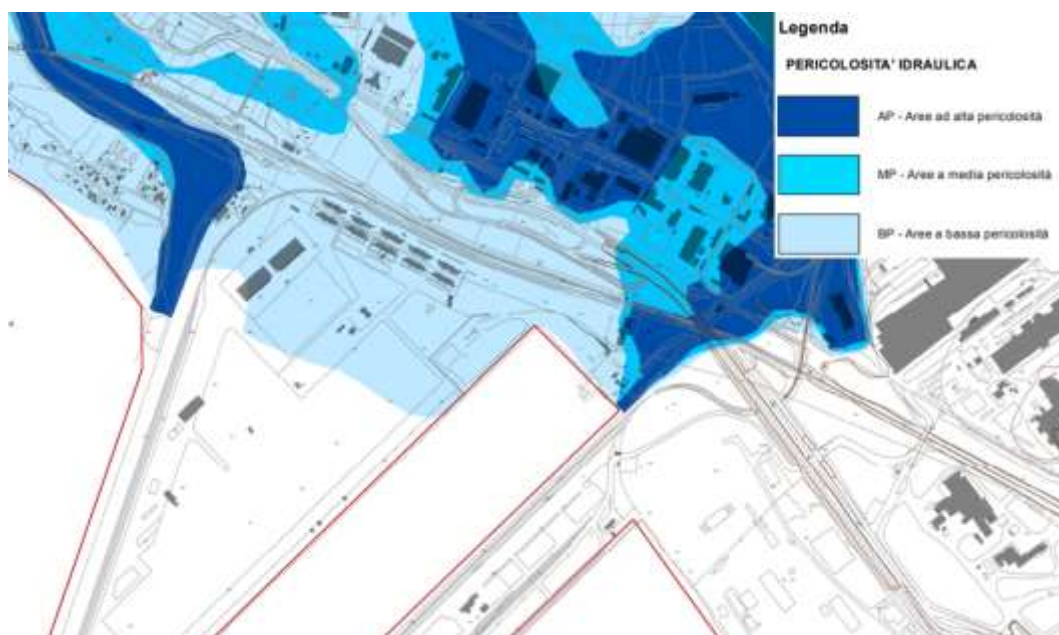 Legenda
PERICOLOSITA' IDRAULICA
AP - Aree ad alta pericolosità
MP - Aree a media pericolosità
BP - Aree a bassa pericolosità